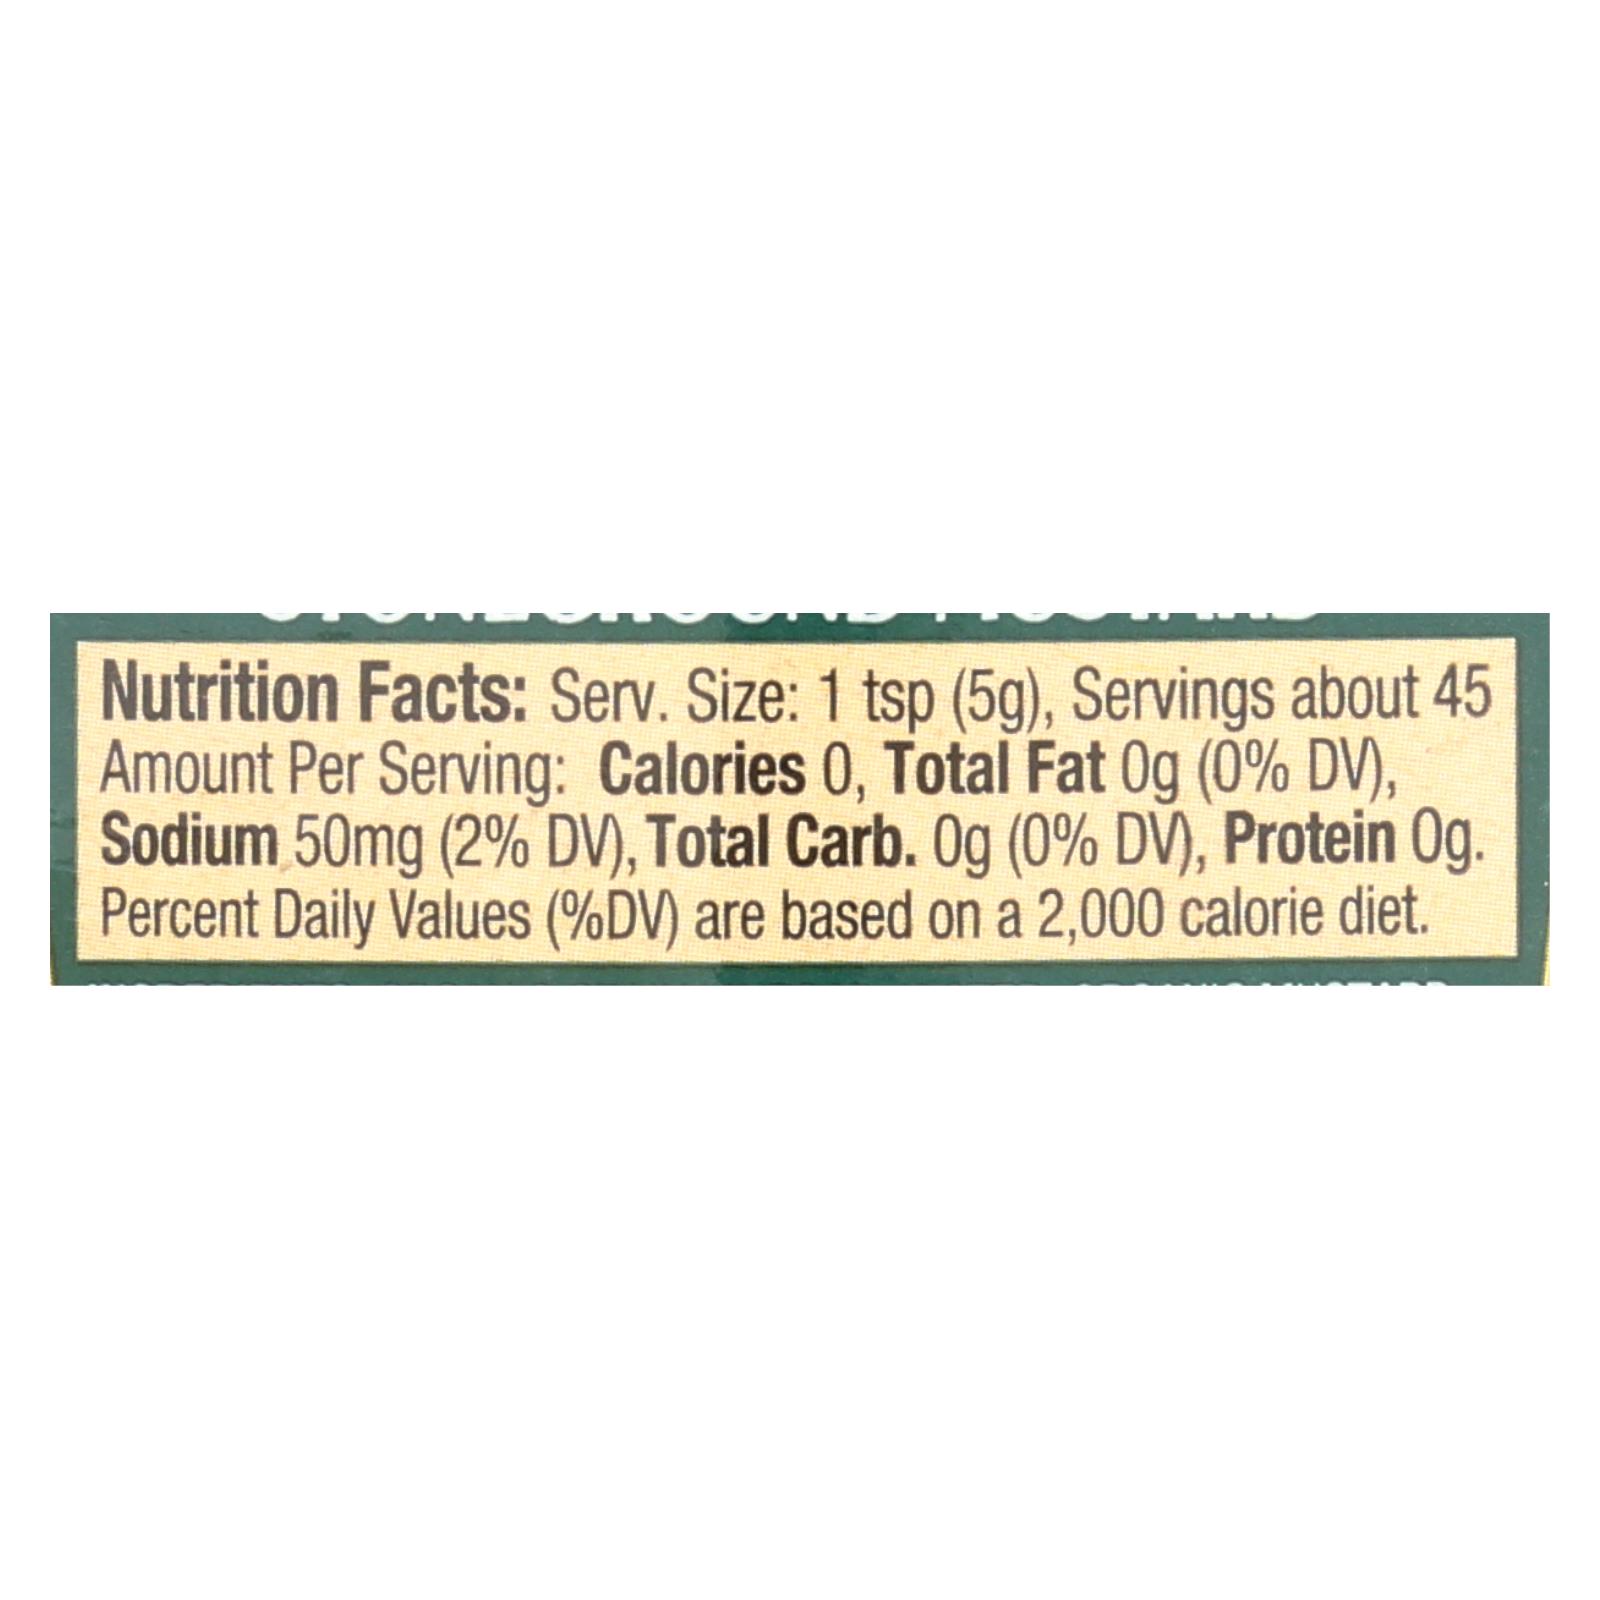 Nutrition Facts: Serv. Size: 1 tsp (5g), Servings about 45
Amount Per Serving: Calories 0, Total Fat 0g (0% DV),
Sodium 50mg (2% DV), Total Carb. 0g (0% DV), Protein 0g.
Percent Daily Values (%DV) are based on a 2,000 calorie diet.